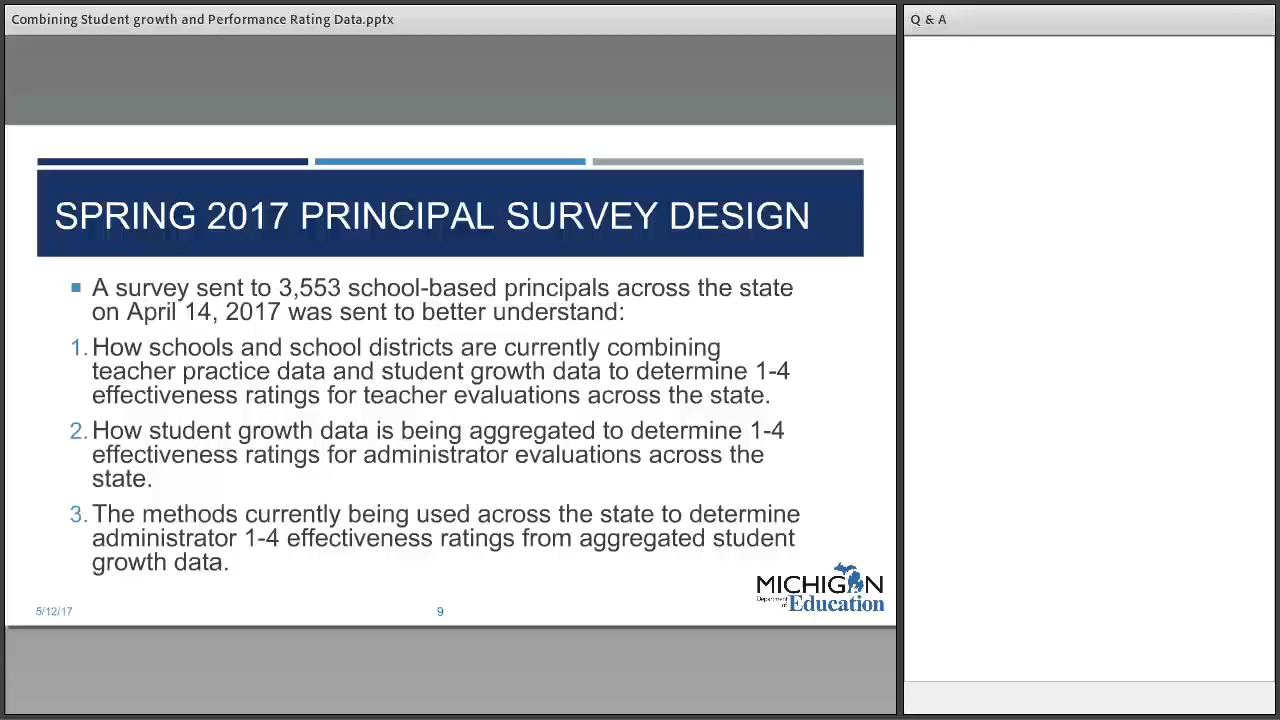 Combining Student growth and Performance Rating Data.pptx
Q & A
SPRING 2017 PRINCIPAL SURVEY DESIGN
A survey sent to 3,553 school-based principals across the state
on April 14, 2017 was sent to better understand:
1. How schools and school districts are currently combining
teacher practice data and student growth data to determine 1-4
effectiveness ratings for teacher evaluations across the state.
2. How student growth data is being aggregated to determine 1-4
effectiveness ratings for administrator evaluations across the
state.
3. The methods currently being used across the state to determine
administrator 1-4 effectiveness ratings from aggregated student
growth data.
MICHIGAN
Department
of Education
5/12/17
9